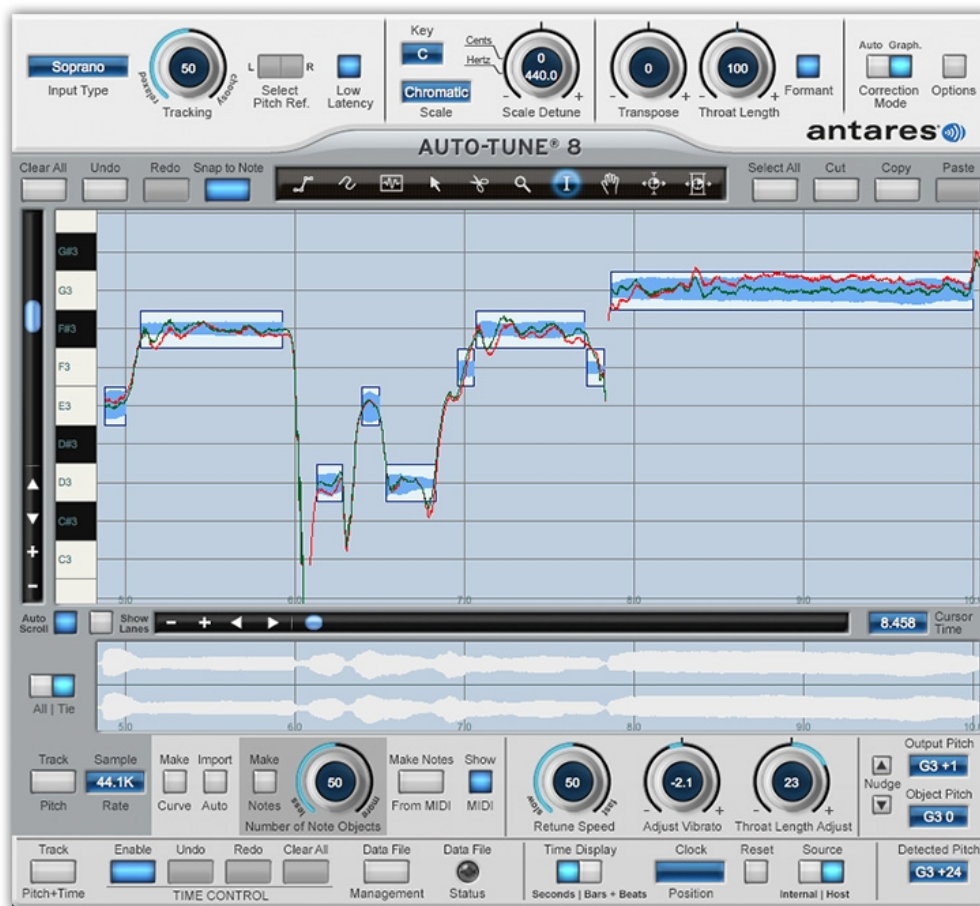 Key
Cents
Hertz
Auto Graph.
Soprano
50
L R
C
0
440.0
0
100
Input Type
relaxed
choosy
Tracking
Select
Pitch Ref.
Low
Latency
Chromatic
Scale
Scale Detune
Transpose
Throat Length
Formant
Correction
Mode
Options
antares
AUTO-TUNE® 8
Clear All
Undo
Redo
Snap to Note
Select All
Cut
Copy
Paste
G#3
G3
F#3
F3
E3
D#3
D3
C#3
C3
5.0 6.0 7.0 8.0 9.0 10.
Auto
Scroll
Show
Lanes
8.458
Cursor
Time
All | Tie
5.0 6.0 7.0 8.0 9.0 10.
Track
Pitch
Sample
44.1K
Rate
Make
Curve
Import
Auto
Make
Notes
50
less
more
Number of Note Objects
Make Notes
From MIDI
Show
MIDI
50
slow
fast
Retune Speed
-2.1
Adjust Vibrato
23
Throat Length Adjust
Nudge
Output Pitch
G3 +1
Object Pitch
G3 0
Track
Pitch+Time
Enable
Undo
Redo
Clear All
TIME CONTROL
Data File
Management
Data File
Status
Time Display
Seconds | Bars + Beats
Clock
Position
Reset
Source
Internal | Host
Detected Pitch
G3 +24